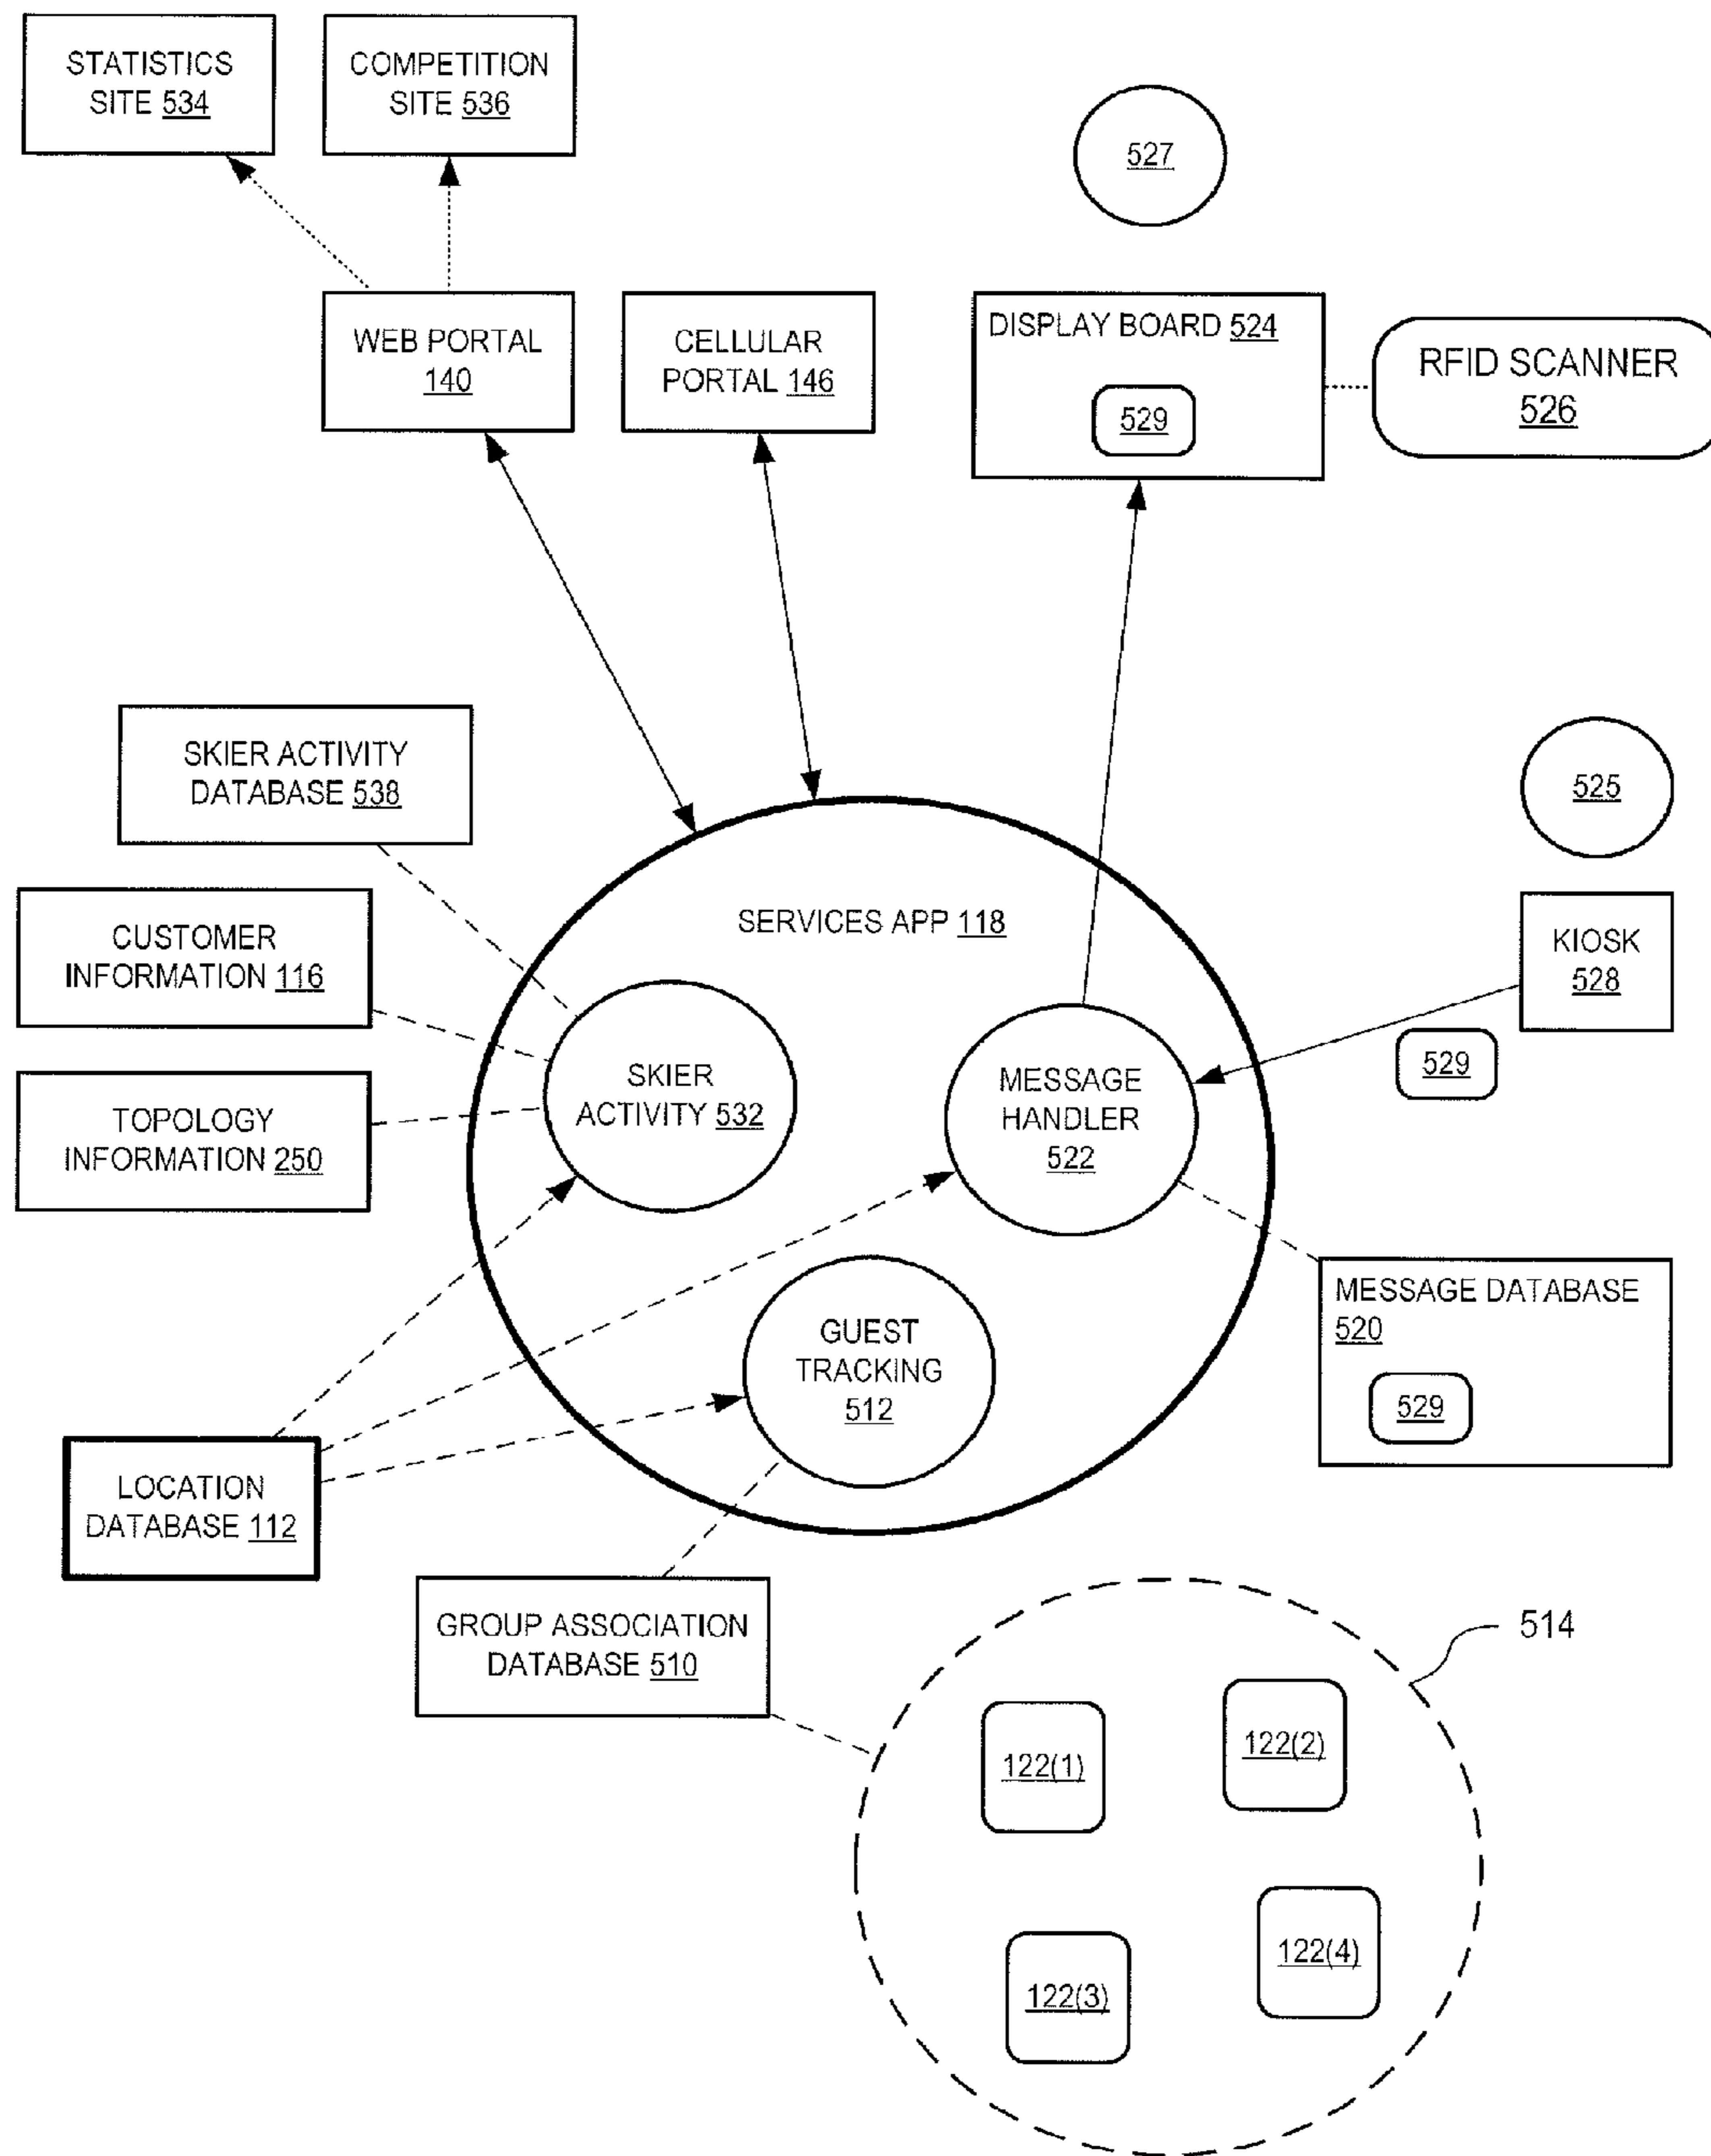 STATISTICS
SITE 534
COMPETITION
SITE 536
527
WEB PORTAL
140
CELLULAR
PORTAL 146
DISPLAY BOARD 524
529
RFID SCANNER
526
SKIER ACTIVITY
DATABASE 538
525
CUSTOMER
INFORMATION 116
SERVICES APP 118
KIOSK
528
529
TOPOLOGY
INFORMATION 250
SKIER
ACTIVITY 532
MESSAGE
HANDLER
522
MESSAGE DATABASE
520
529
GUEST
TRACKING
512
LOCATION
DATABASE 112
GROUP ASSOCIATION
DATABASE 510
514
122(1)
122(2)
122(3)
122(4)